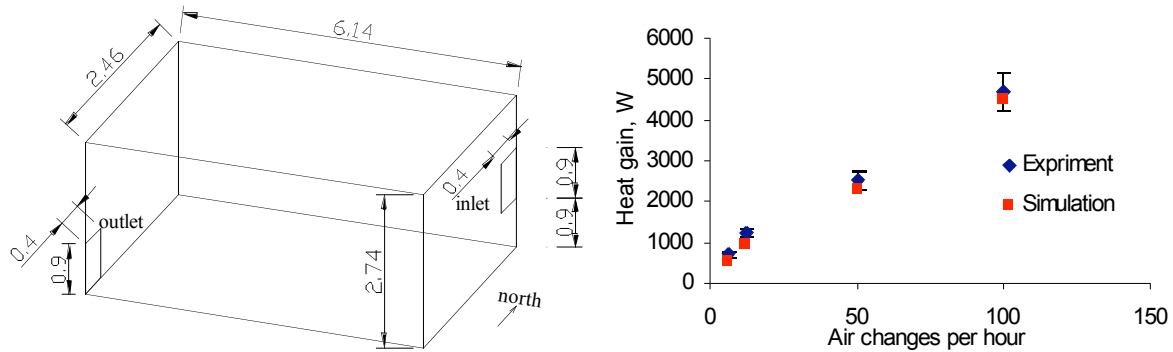 6,14
2,46
0,4
inlet
0,9
0,9
0,4
outlet
0,9
2,74
north
6000
5000
4000
3000
2000
1000
0
Heat gain, W
0
50
100
150
Air changes per hour
Expriment
Simulation